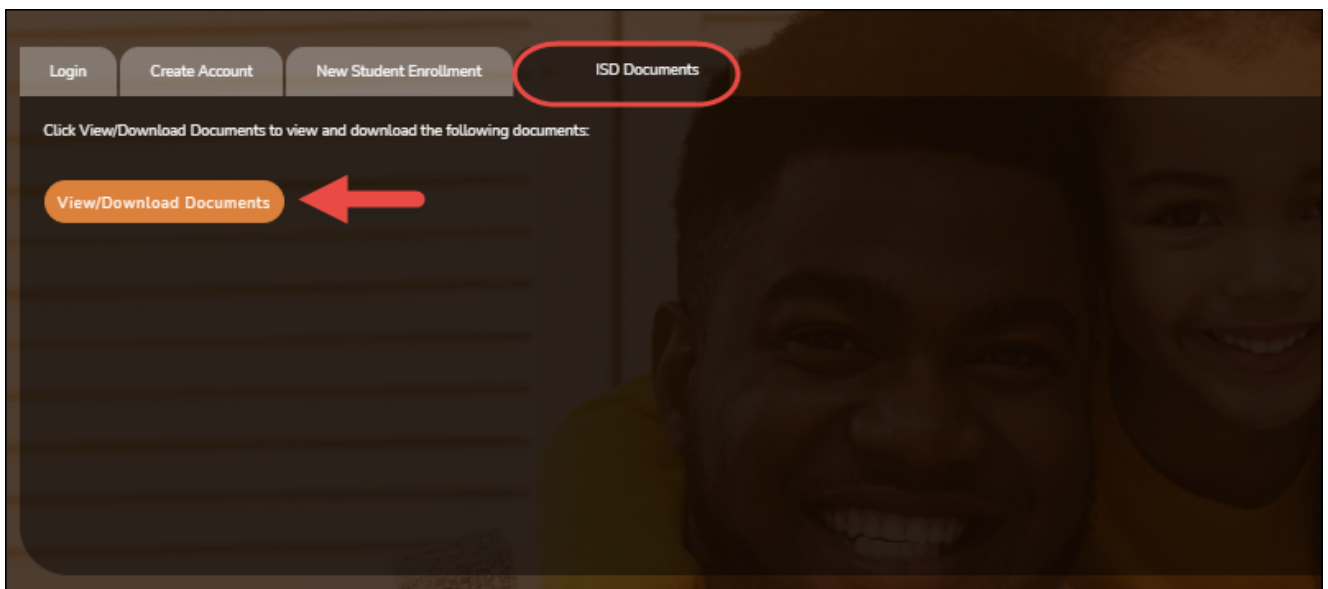 Login Create Account New Student Enrollment ISD Documents
Click View/Download Documents to view and download the following documents:
View/Download Documents